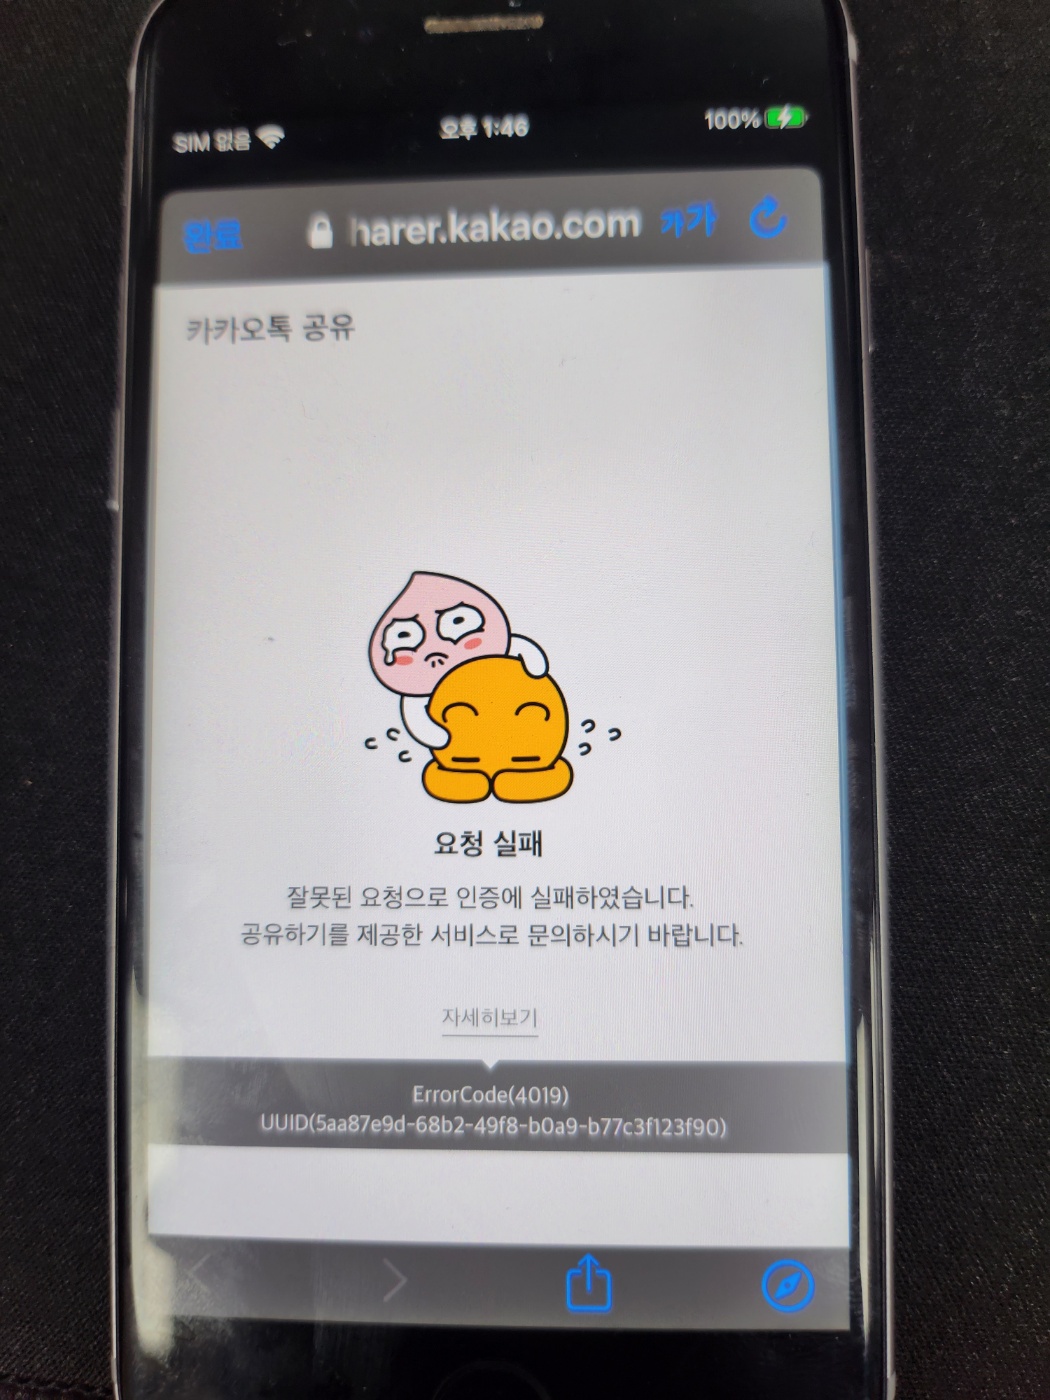 SIM 없음
오후 1:46
100%
완료
harer.kakao.com
가가
카카오톡 공유
요청 실패
잘못된 요청으로 인증에 실패하였습니다.
공유하기를 제공한 서비스로 문의하시기 바랍니다.
자세히보기
ErrorCode(4019)
UUID(5aa87e9d-68b2-49f8-b0a9-b77c3f123f90)